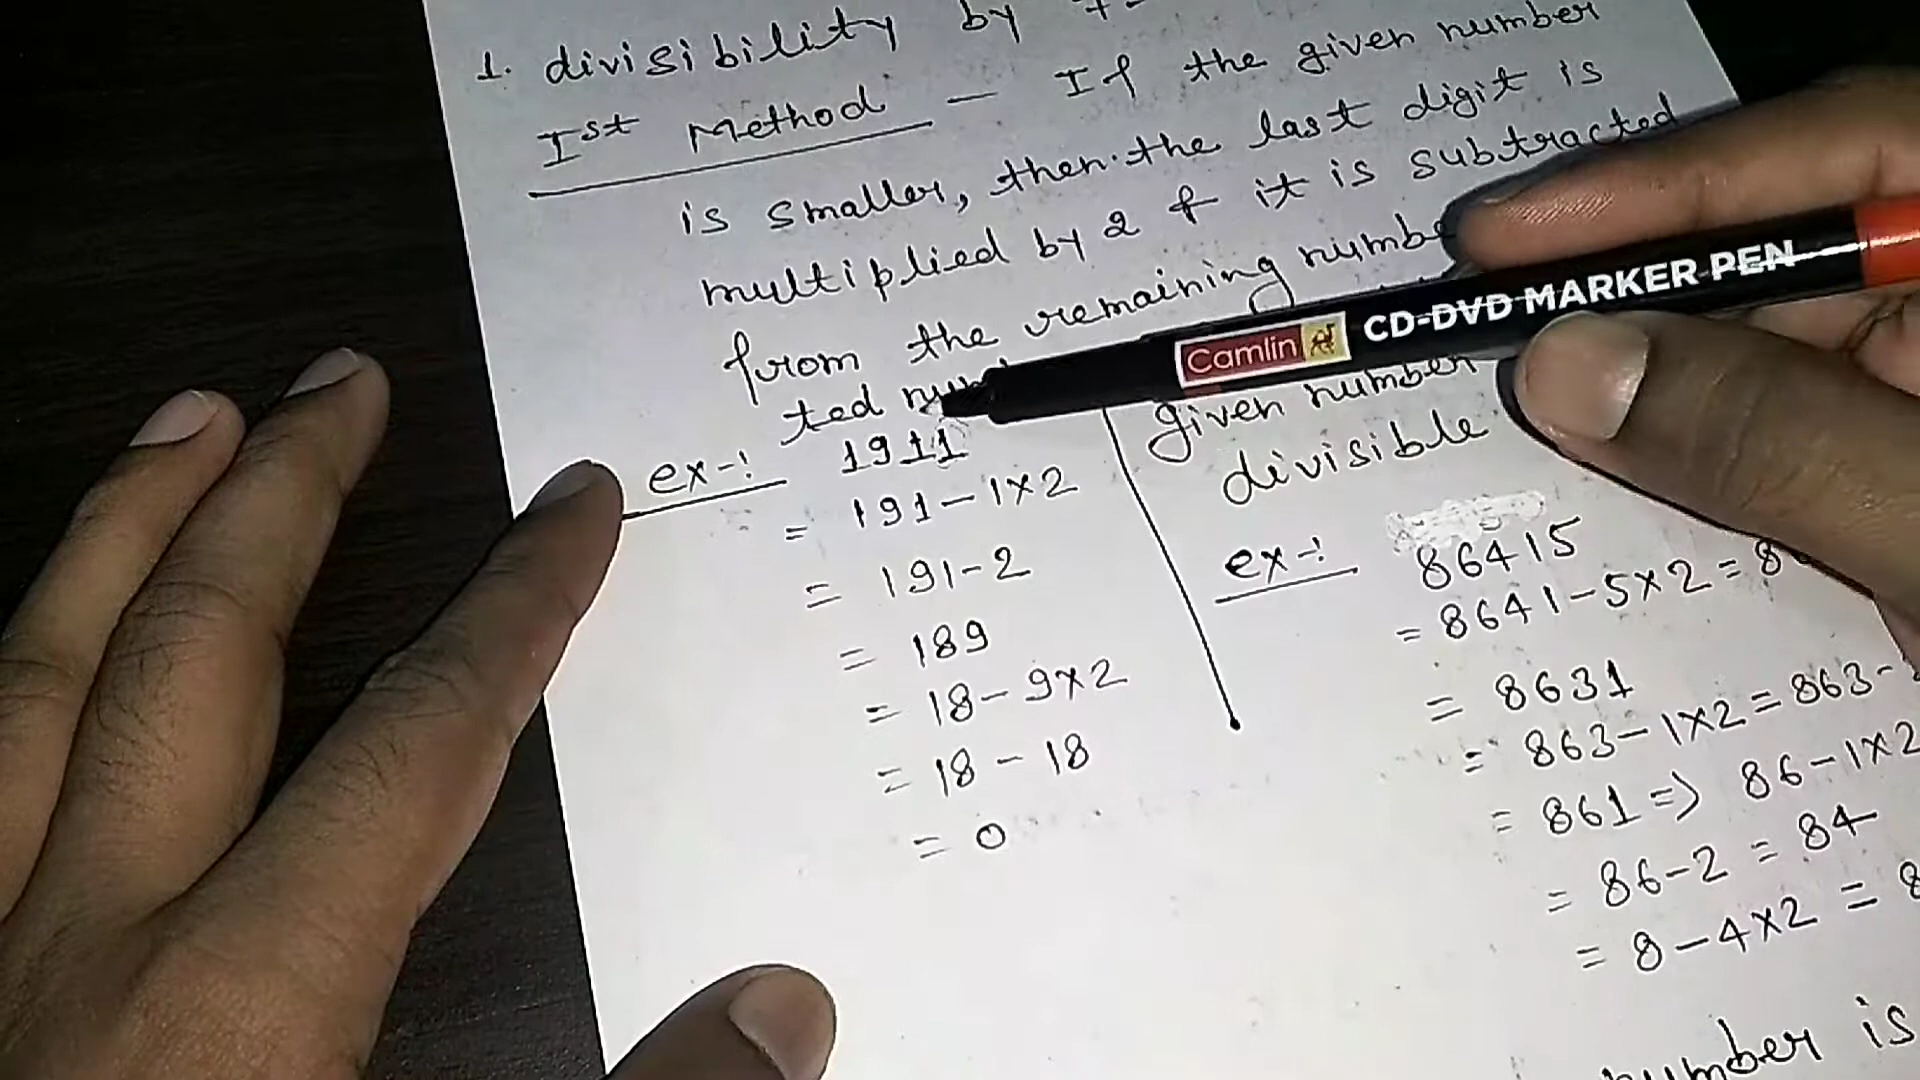 1. divisibility by 7
Ist Method — If the given number
is smaller, then the last digit is
multiplied by 2 & it is subtracted
from the remaining
ted
given number
divisible
ex-! 1911
= 191-1×2
= 191-2
= 189
= 18-9×2
= 18-18
= 0
ex-! 86415
= 8641-5×2=8
= 8631
= 863-1×2=863-
= 861 => 86-1×2
= 86-2 = 84
= 8-4×2 = 8
number is
Camlin CD-DVD MARKER PEN